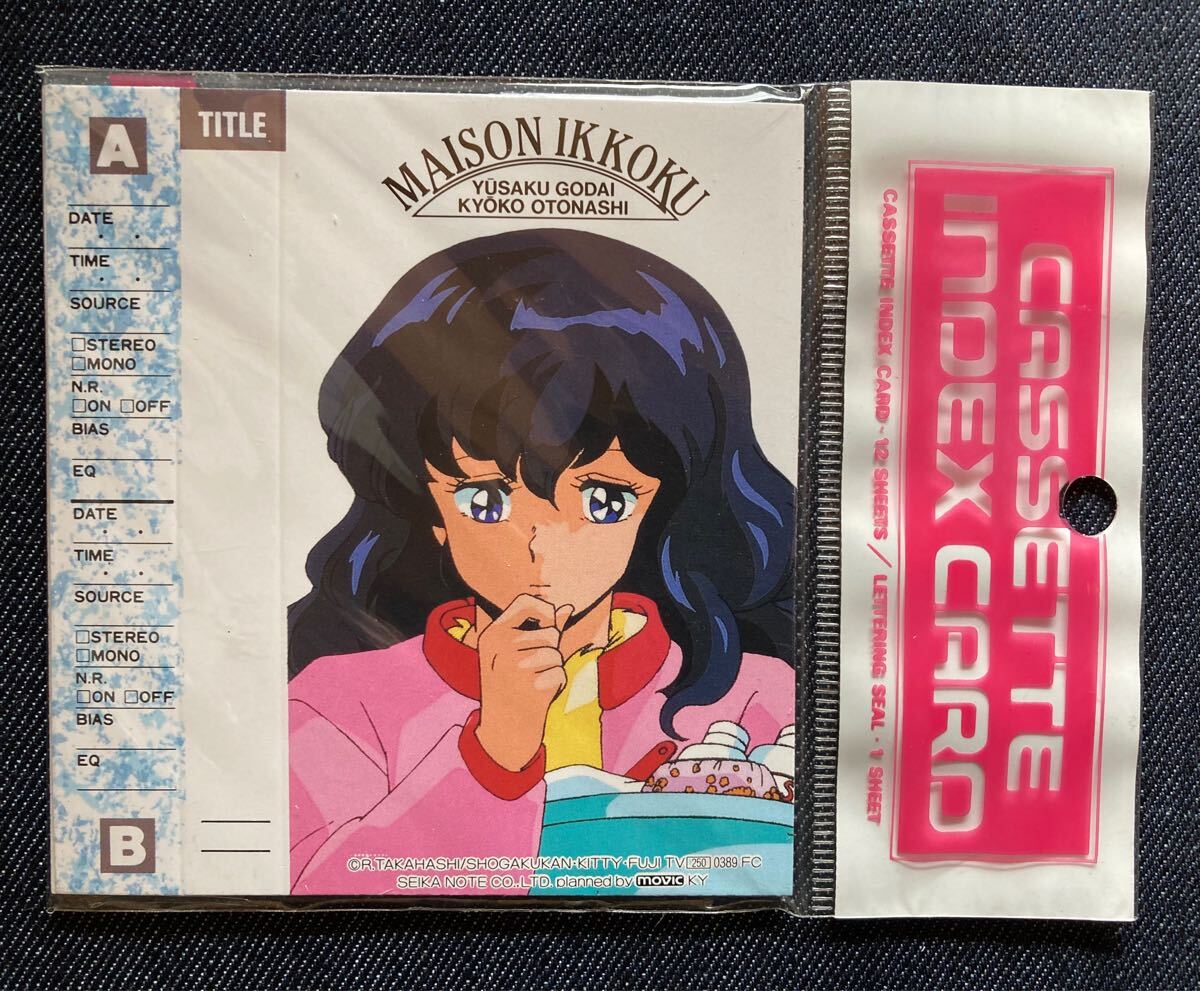 A
TITLE
DATE
TIME
SOURCE
STEREO
MONO
N.R.
ON OFF
BIAS
EQ
DATE
TIME
SOURCE
STEREO
MONO
N.R.
ON OFF
BIAS
EQ
B
MAISON IKKOKU
YŪSAKU GODAI
KYŌKO OTONASHI
©R.TAKAHASHI/SHOGAKUKAN・KITTY・FUJI TV 250 0389 FC
SEIKA NOTE CO.,LTD. planned by movic KY
CASSETTE
INDEX CARD
CASSETTE INDEX CARD・12 SHEETS / LETTERING SEAL・1 SHEET